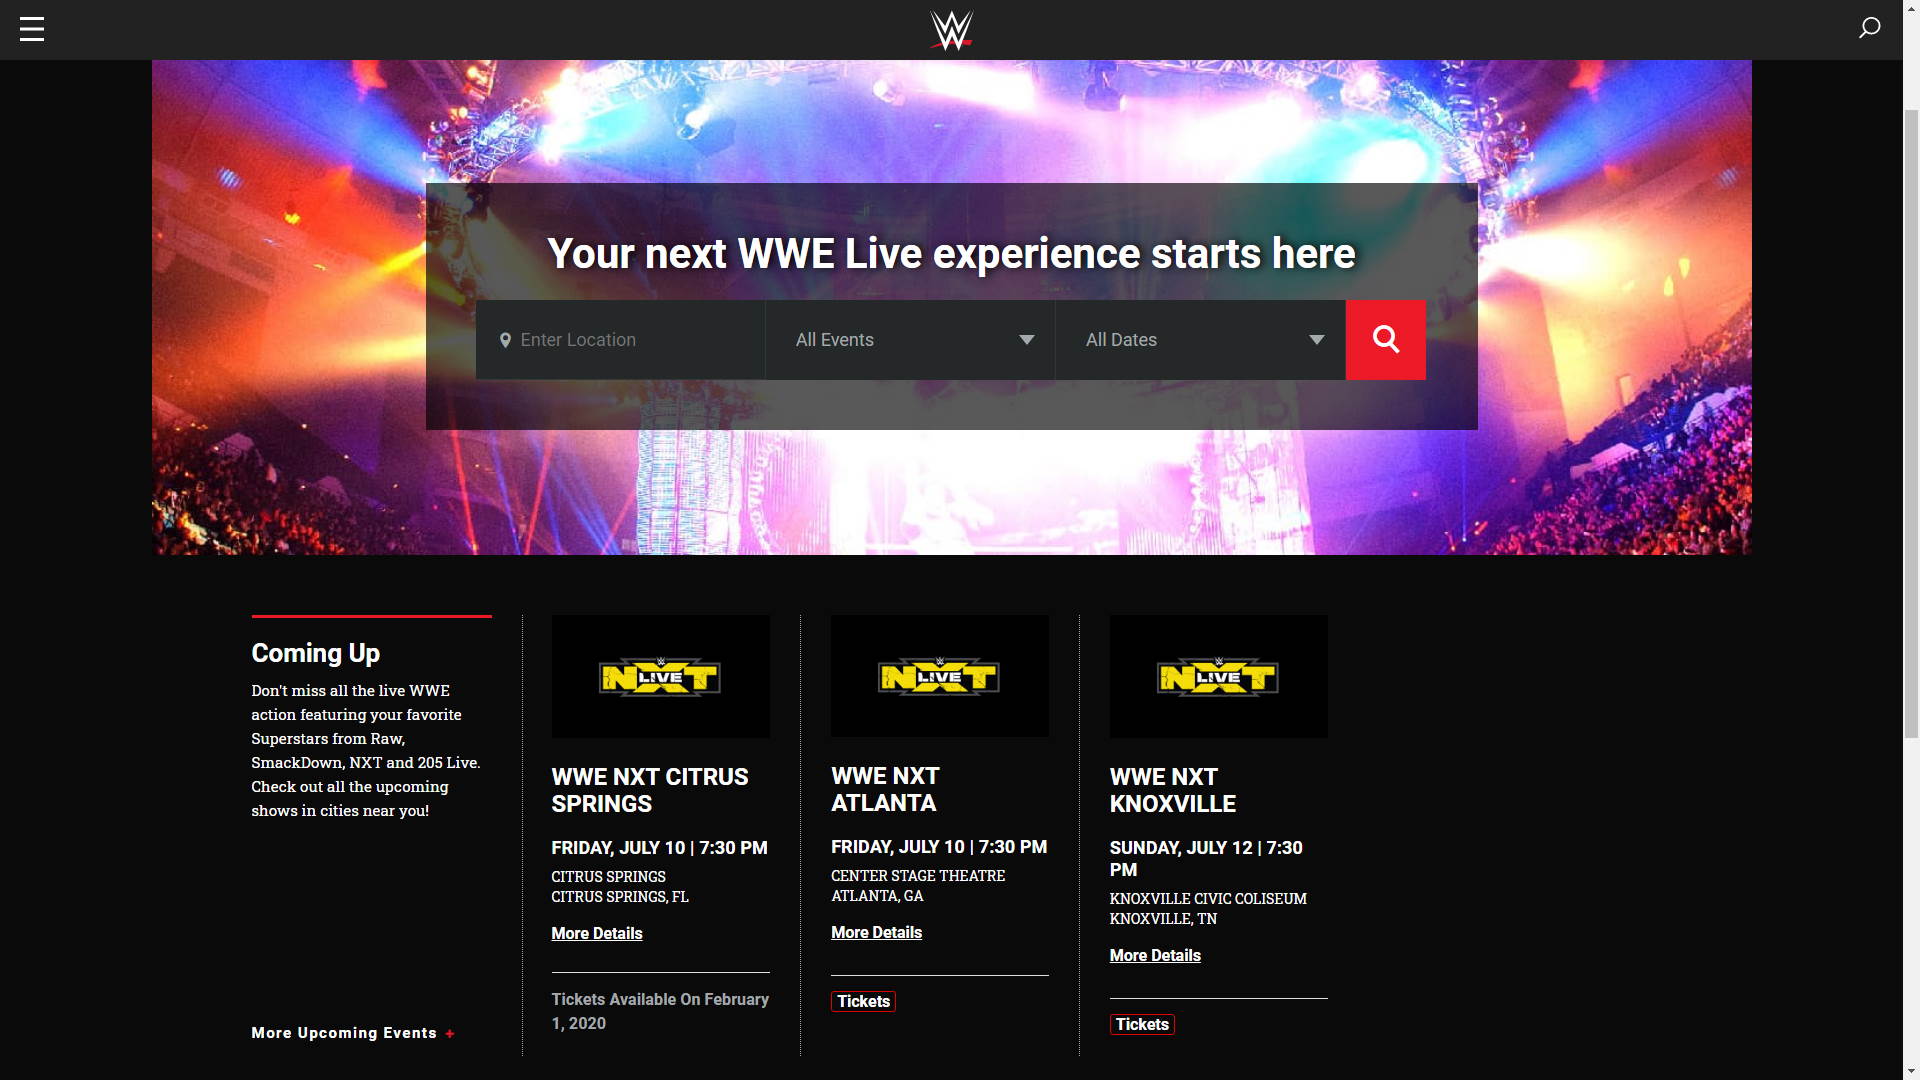 Your next WWE Live experience starts here
Enter Location
All Events
All Dates
Coming Up
Don't miss all the live WWE
action featuring your favorite
Superstars from Raw,
SmackDown, NXT and 205 Live.
Check out all the upcoming
shows in cities near you!
More Upcoming Events +
NXT LIVE
WWE NXT CITRUS
SPRINGS
FRIDAY, JULY 10 | 7:30 PM
CITRUS SPRINGS
CITRUS SPRINGS, FL
More Details
Tickets Available On February
1, 2020
NXT LIVE
WWE NXT
ATLANTA
FRIDAY, JULY 10 | 7:30 PM
CENTER STAGE THEATRE
ATLANTA, GA
More Details
Tickets
NXT LIVE
WWE NXT
KNOXVILLE
SUNDAY, JULY 12 | 7:30
PM
KNOXVILLE CIVIC COLISEUM
KNOXVILLE, TN
More Details
Tickets